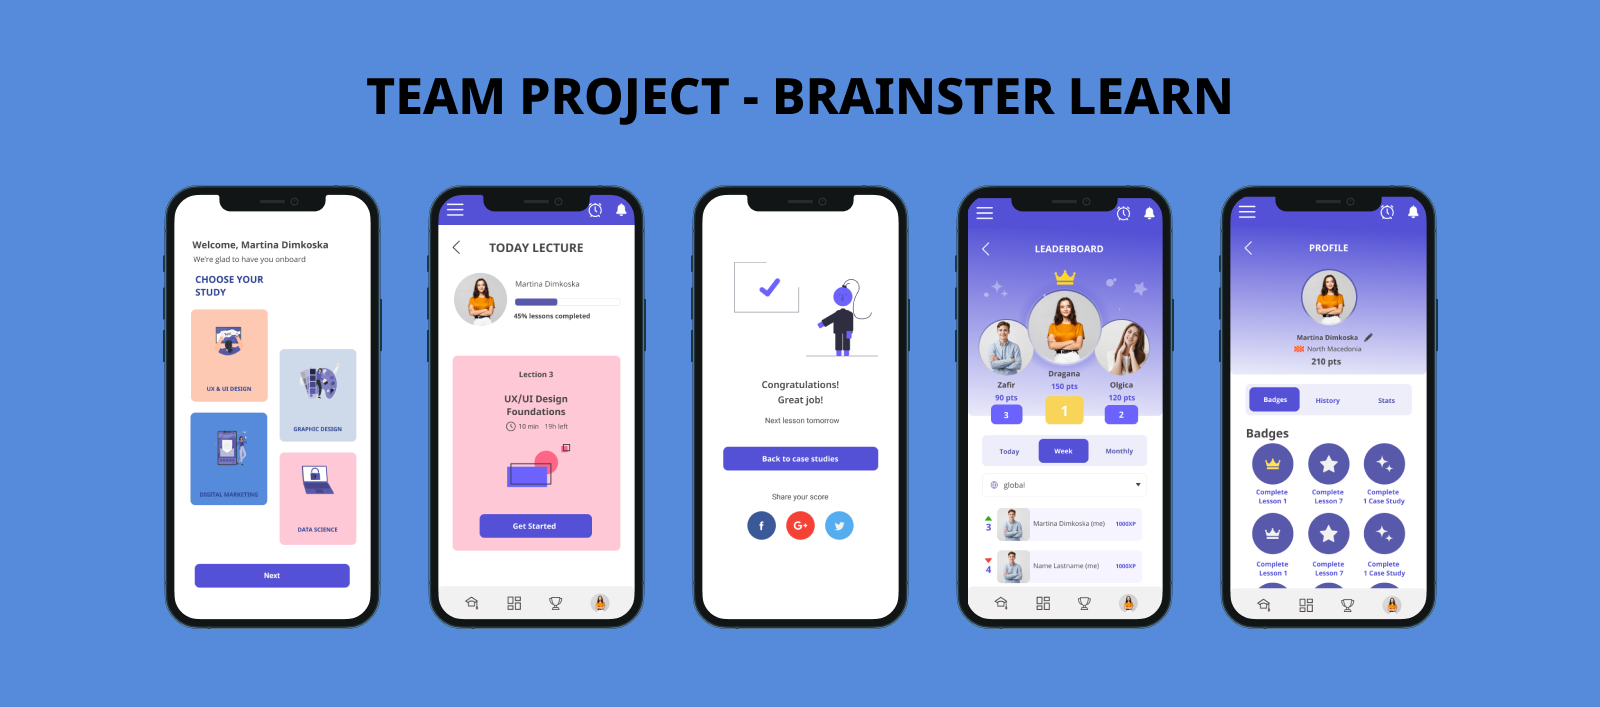 TEAM PROJECT - BRAINSTER LEARN
Welcome, Martina Dimkoska
We're glad to have you onboard
CHOOSE YOUR
STUDY
UX & UI DESIGN
GRAPHIC DESIGN
DIGITAL MARKETING
DATA SCIENCE
Next
TODAY LECTURE
Martina Dimkoska
45% lessons completed
Lection 3
UX/UI Design
Foundations
10 min 19h left
Get Started
Congratulations!
Great job!
Next lesson tomorrow
Back to case studies
Share your score
f
G+
LEADERBOARD
Dragana
Zafir
150 pts
Olgica
90 pts
120 pts
3
1
2
Today
Week
Monthly
global
3
Martina Dimkoska (me)
1000XP
4
Name Lastname (me)
1000XP
PROFILE
Martina Dimkoska
North Macedonia
210 pts
Badges
History
Stats
Badges
Complete
Lesson 1
Complete
Lesson 7
Complete
1 Case Study
Complete
Lesson 1
Complete
Lesson 7
Complete
1 Case Study